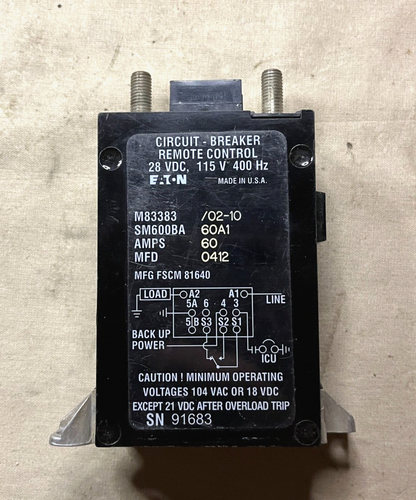 CIRCUIT - BREAKER
REMOTE CONTROL
28 VDC, 115 V~ 400 Hz
EATON MADE IN U.S.A.
M83383 /02-10
SM600BA 60A1
AMPS 60
MFD 0412
MFG FSCM 81640
LOAD A2 A1 LINE
5A 6 4 3
5B S3 S2 S1
BACK UP
POWER
ICU
CAUTION ! MINIMUM OPERATING
VOLTAGES 104 VAC OR 18 VDC
EXCEPT 21 VDC AFTER OVERLOAD TRIP
SN 91683